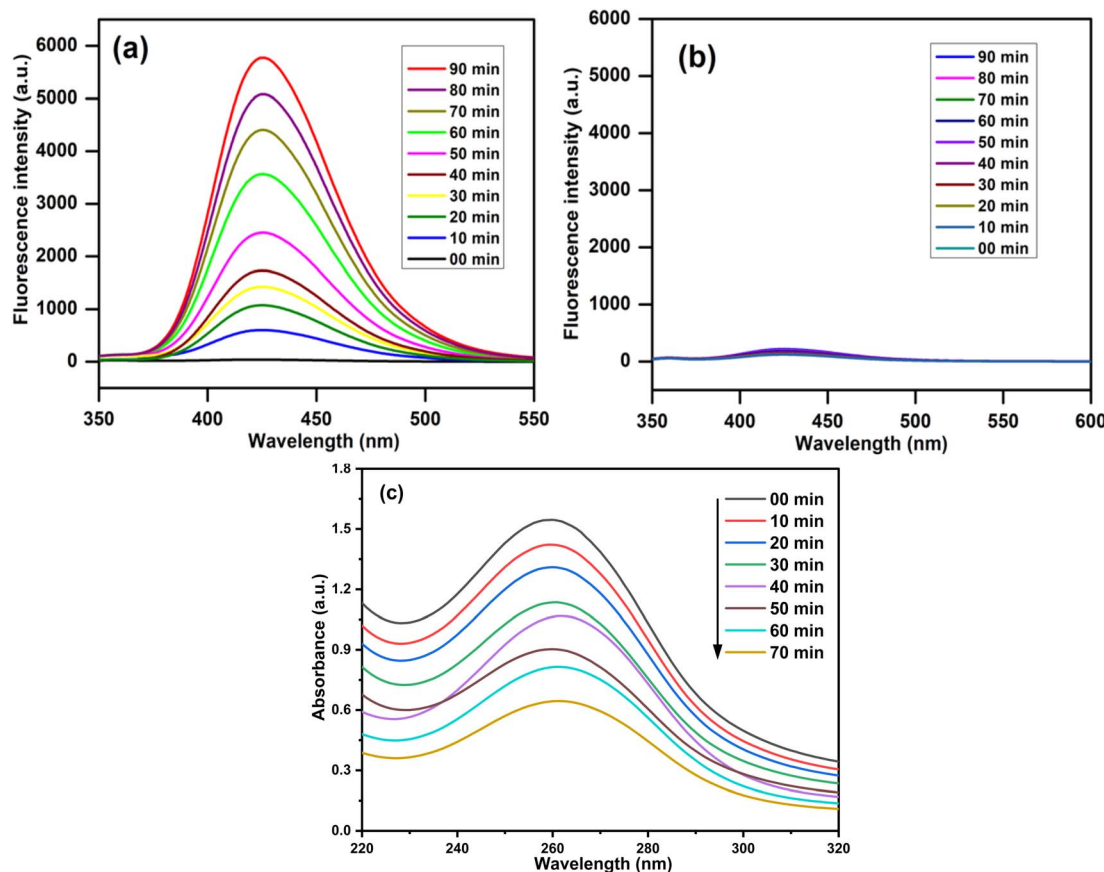 (a)
Fluorescence intensity (a.u.)
6000
5000
4000
3000
2000
1000
0
90 min
80 min
70 min
60 min
50 min
40 min
30 min
20 min
10 min
00 min
350 400 450 500 550
Wavelength (nm)
(b)
Fluorescence intensity (a.u.)
6000
5000
4000
3000
2000
1000
0
90 min
80 min
70 min
60 min
50 min
40 min
30 min
20 min
10 min
00 min
350 400 450 500 550 600
Wavelength (nm)
(c)
Absorbance (a.u.)
1.8
1.5
1.2
0.9
0.6
0.3
0.0
00 min
10 min
20 min
30 min
40 min
50 min
60 min
70 min
220 240 260 280 300 320
Wavelength (nm)